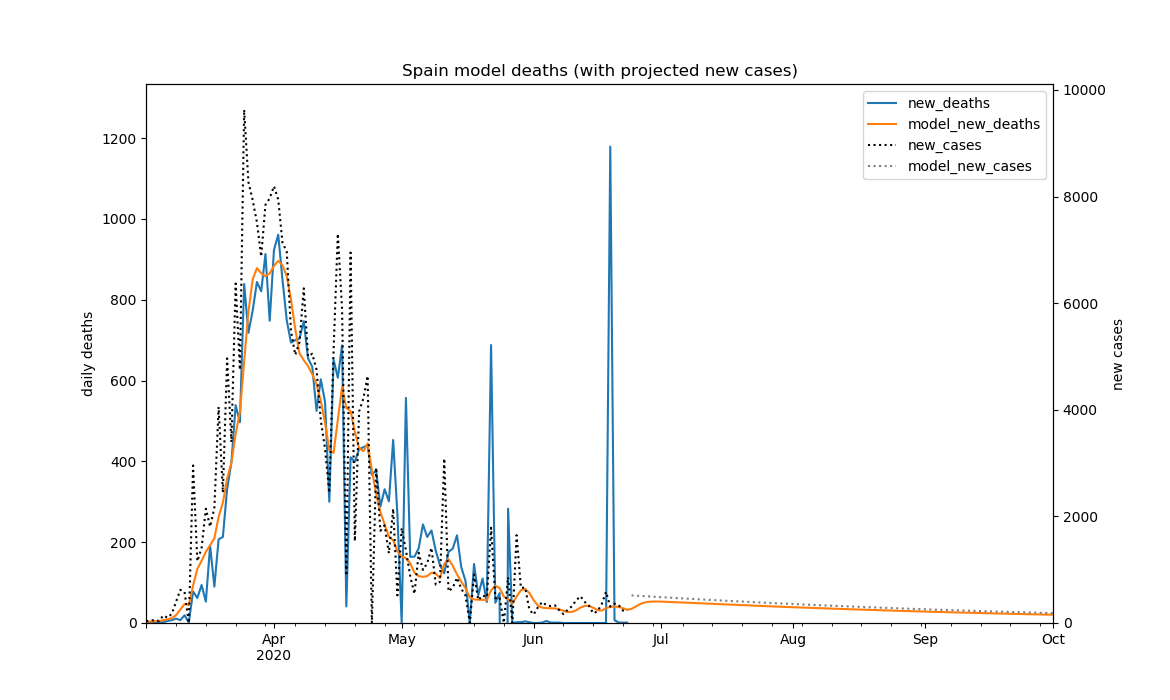 Spain model deaths (with projected new cases)
new_deaths
model_new_deaths
new_cases
model_new_cases
daily deaths
1200
1000
800
600
400
200
0
10000
8000
6000
4000
2000
0
new cases
Apr
2020
May
Jun
Jul
Aug
Sep
Oct